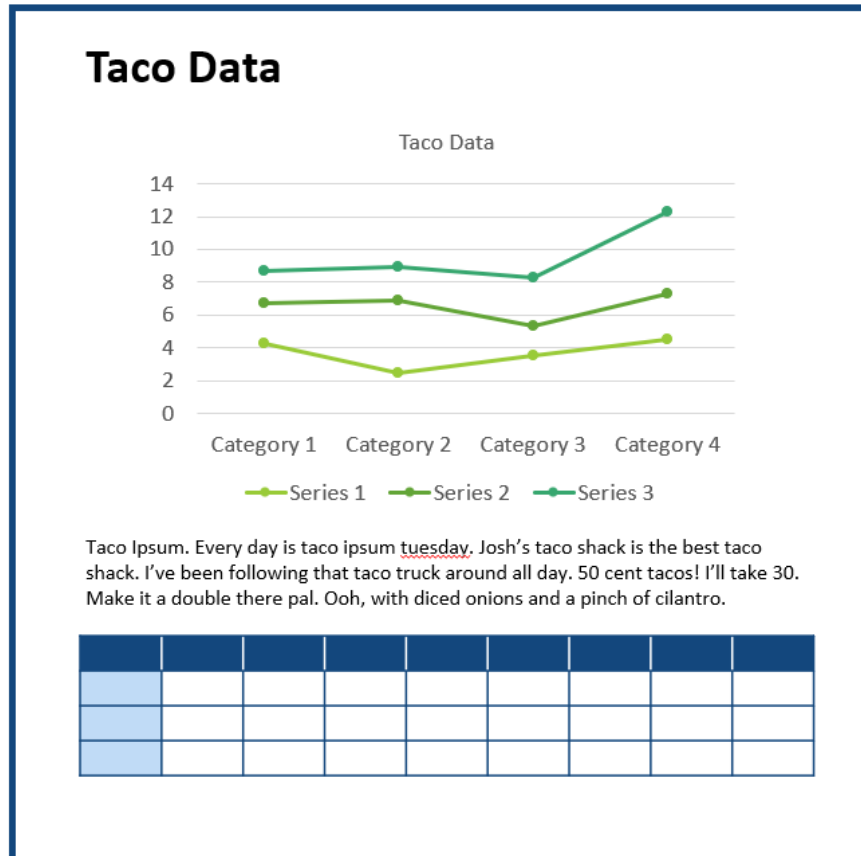 Taco Data
Taco Data
14
12
10
8
6
4
2
0
Category 1 Category 2 Category 3 Category 4
Series 1 Series 2 Series 3
Taco Ipsum. Every day is taco ipsum tuesday. Josh's taco shack is the best taco
shack. I've been following that taco truck around all day. 50 cent tacos! I'll take 30.
Make it a double there pal. Ooh, with diced onions and a pinch of cilantro.